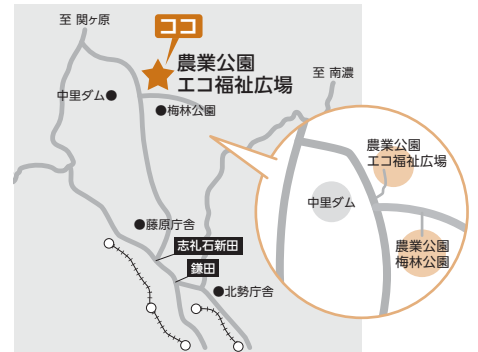 至 関ヶ原
ココ
農業公園
エコ福祉広場
至 南濃
中里ダム
梅林公園
農業公園
エコ福祉広場
中里ダム
農業公園
梅林公園
藤原庁舎
志礼石新田
鎌田
北勢庁舎